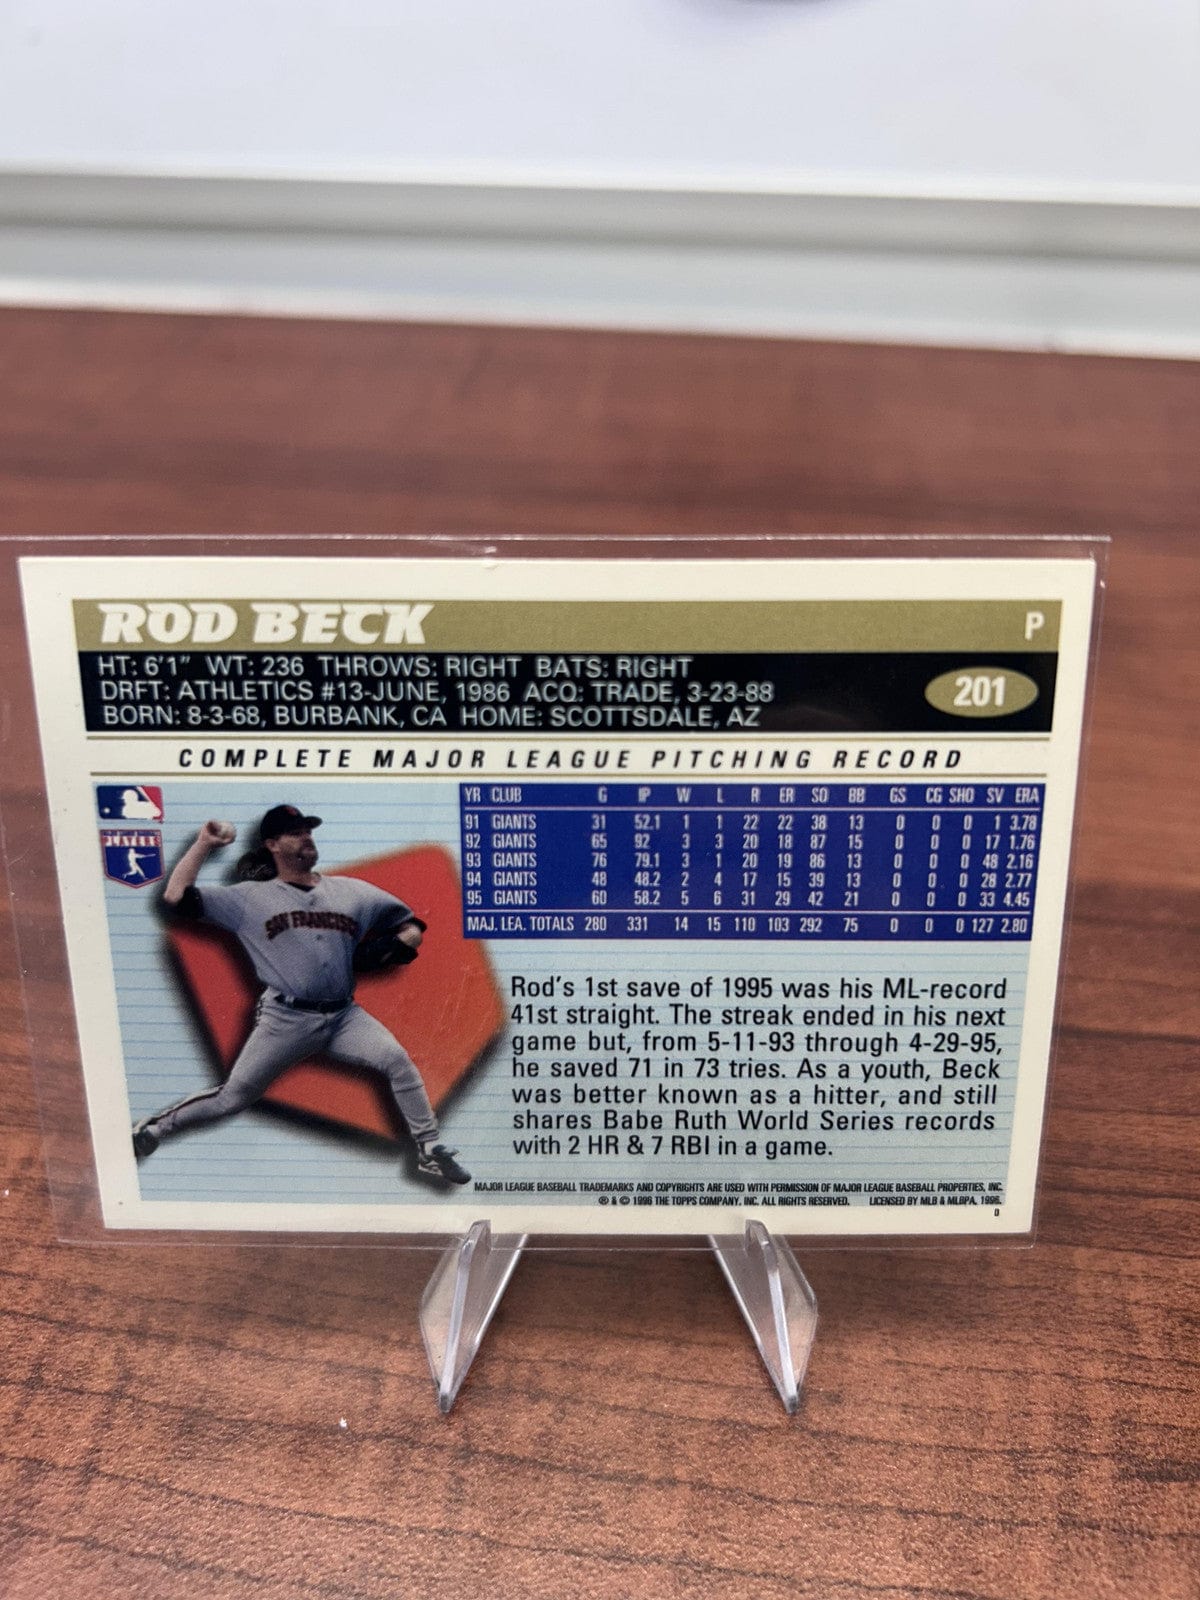 ROD BECK P
HT: 6'1" WT: 236 THROWS: RIGHT BATS: RIGHT
DRFT: ATHLETICS #13-JUNE, 1986 ACQ: TRADE, 3-23-88
BORN: 8-3-68, BURBANK, CA HOME: SCOTTSDALE, AZ
201
COMPLETE MAJOR LEAGUE PITCHING RECORD
YR CLUB G IP W L R ER SO BB GS CG SHO SV ERA
91 GIANTS 31 52.1 1 1 22 22 38 13 0 0 0 1 3.78
92 GIANTS 65 92 3 3 20 18 87 15 0 0 0 17 1.76
93 GIANTS 76 79.1 3 1 20 19 86 13 0 0 0 48 2.16
94 GIANTS 48 48.2 2 4 17 15 39 13 0 0 0 28 2.77
95 GIANTS 60 58.2 5 6 31 29 42 21 0 0 0 33 4.45
MAJ. LEA. TOTALS 280 331 14 15 110 103 292 75 0 0 0 127 2.80
PLAYERS
SAN FRANCISCO
Rod's 1st save of 1995 was his ML-record
41st straight. The streak ended in his next
game but, from 5-11-93 through 4-29-95,
he saved 71 in 73 tries. As a youth, Beck
was better known as a hitter, and still
shares Babe Ruth World Series records
with 2 HR & 7 RBI in a game.
MAJOR LEAGUE BASEBALL TRADEMARKS AND COPYRIGHTS ARE USED WITH PERMISSION OF MAJOR LEAGUE BASEBALL PROPERTIES, INC.
® & © 1996 THE TOPPS COMPANY, INC. ALL RIGHTS RESERVED. LICENSED BY MLB & MLBPA, 1996.